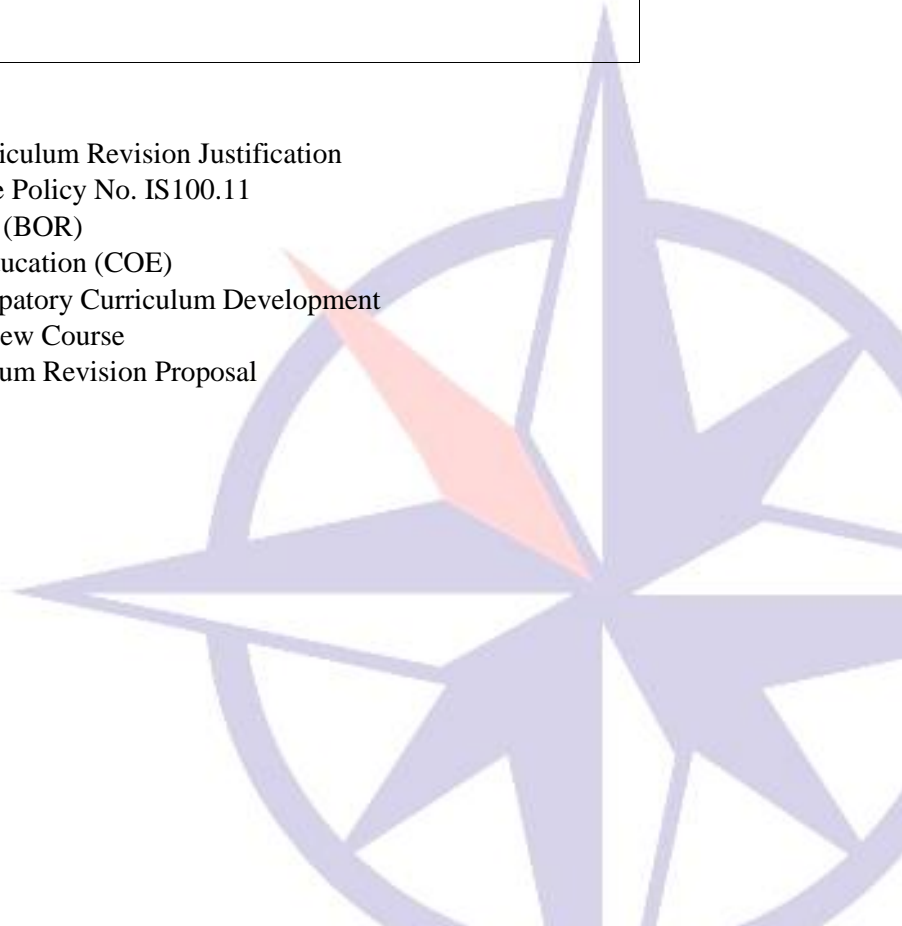 iculum Revision Justification
e Policy No. IS100.11
(BOR)
ucation (COE)
patory Curriculum Development
ew Course
um Revision Proposal